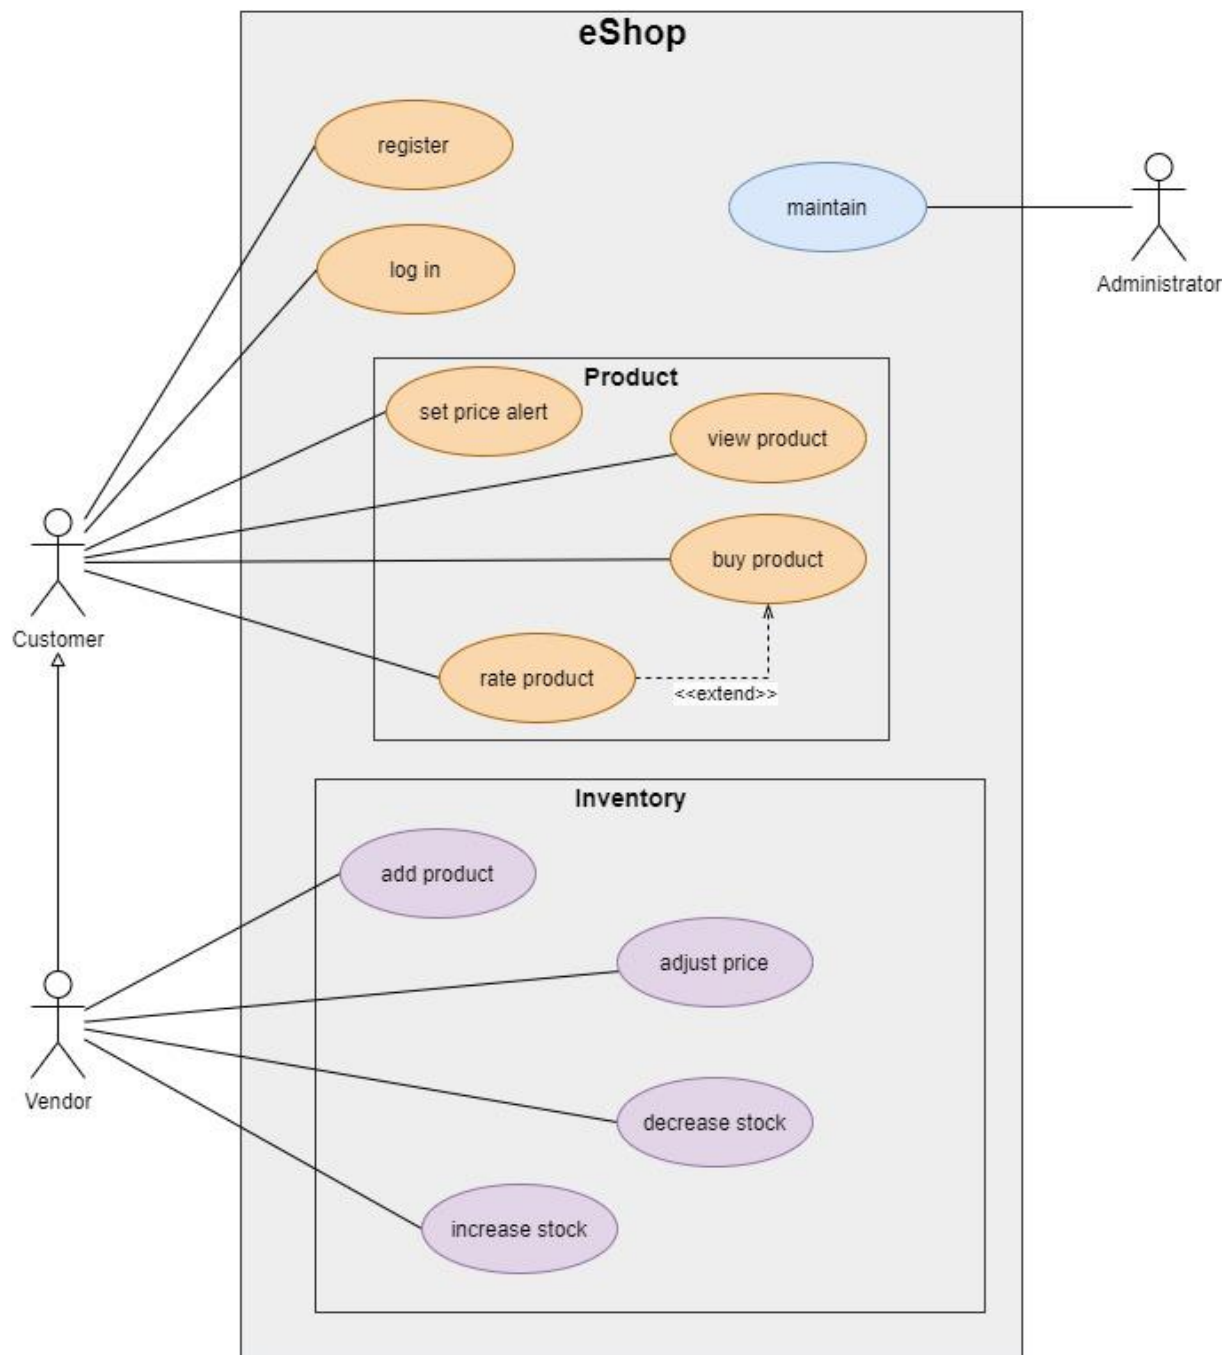 eShop
register
maintain
log in
Administrator
Product
set price alert
view product
buy product
Customer
rate product
<<extend>>
Inventory
add product
adjust price
Vendor
decrease stock
increase stock